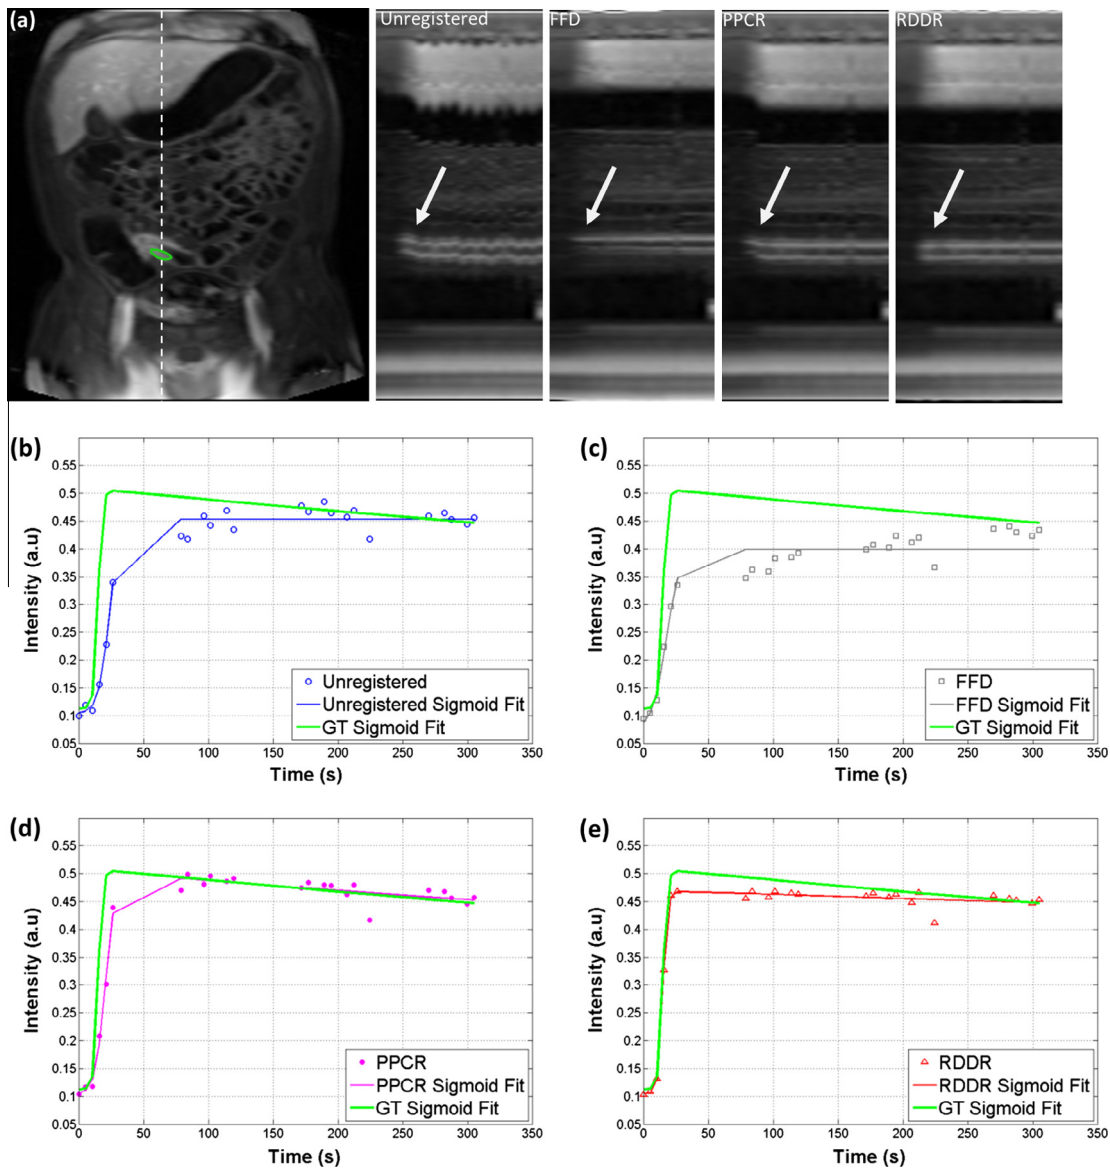 (a)
Unregistered
FFD
PPCR
RDDR
(b)
Intensity (a.u)
0.55
0.5
0.45
0.4
0.35
0.3
0.25
0.2
0.15
0.1
0.05
0 50 100 150 200 250 300 350
Time (s)
Unregistered
Unregistered Sigmoid Fit
GT Sigmoid Fit
(c)
Intensity (a.u)
0.55
0.5
0.45
0.4
0.35
0.3
0.25
0.2
0.15
0.1
0.05
0 50 100 150 200 250 300 350
Time (s)
FFD
FFD Sigmoid Fit
GT Sigmoid Fit
(d)
Intensity (a.u)
0.55
0.5
0.45
0.4
0.35
0.3
0.25
0.2
0.15
0.1
0.05
0 50 100 150 200 250 300 350
Time (s)
PPCR
PPCR Sigmoid Fit
GT Sigmoid Fit
(e)
Intensity (a.u)
0.55
0.5
0.45
0.4
0.35
0.3
0.25
0.2
0.15
0.1
0.05
0 50 100 150 200 250 300 350
Time (s)
RDDR
RDDR Sigmoid Fit
GT Sigmoid Fit